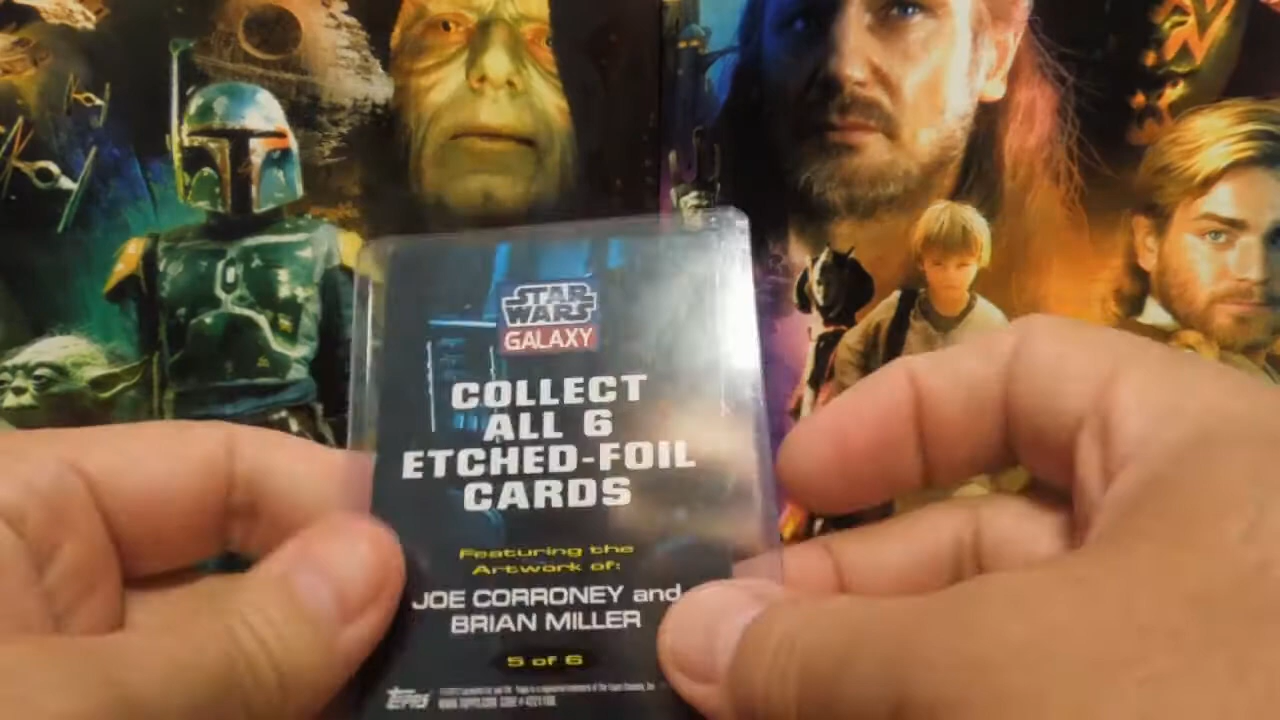 STAR
WARS
GALAXY
COLLECT
ALL 6
ETCHED-FOIL
CARDS
Featuring the
Artwork of:
JOE CORRONEY and
BRIAN MILLER
5 of 6
TOPPS